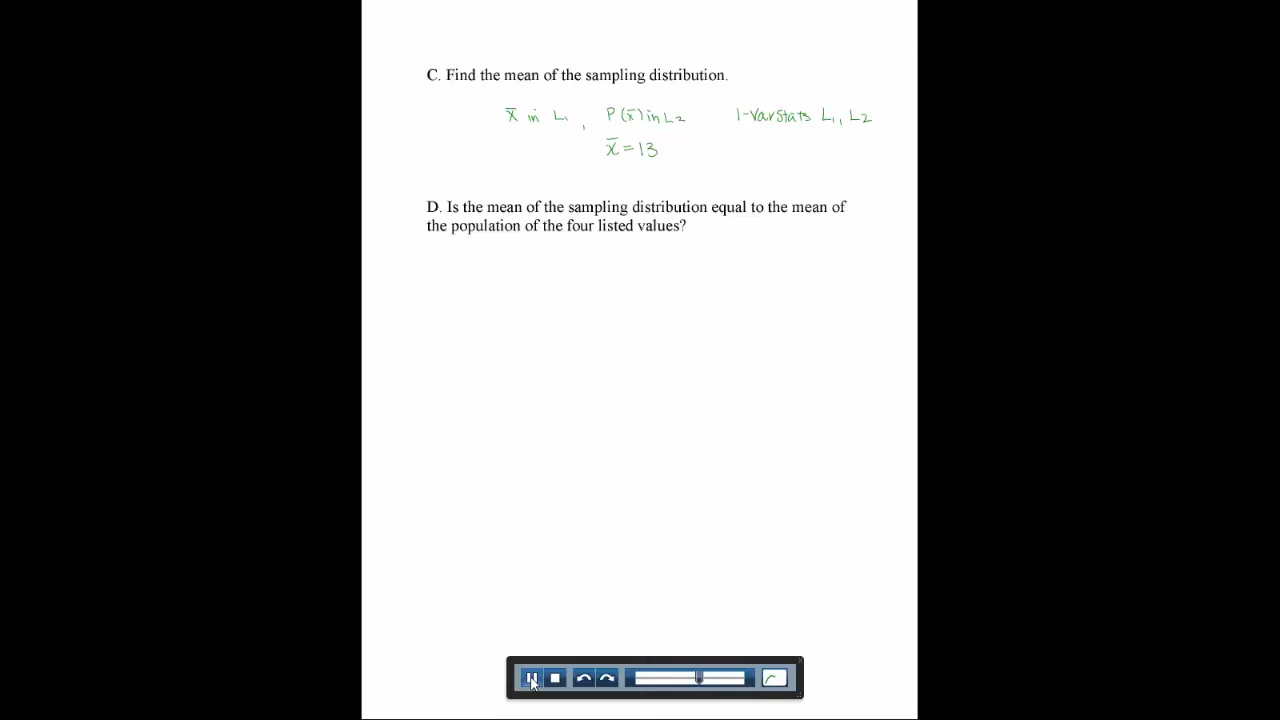 C. Find the mean of the sampling distribution.
x̄ in L1, P(x̄) in L2 1-VarStats L1, L2
x̄ = 13
D. Is the mean of the sampling distribution equal to the mean of
the population of the four listed values?